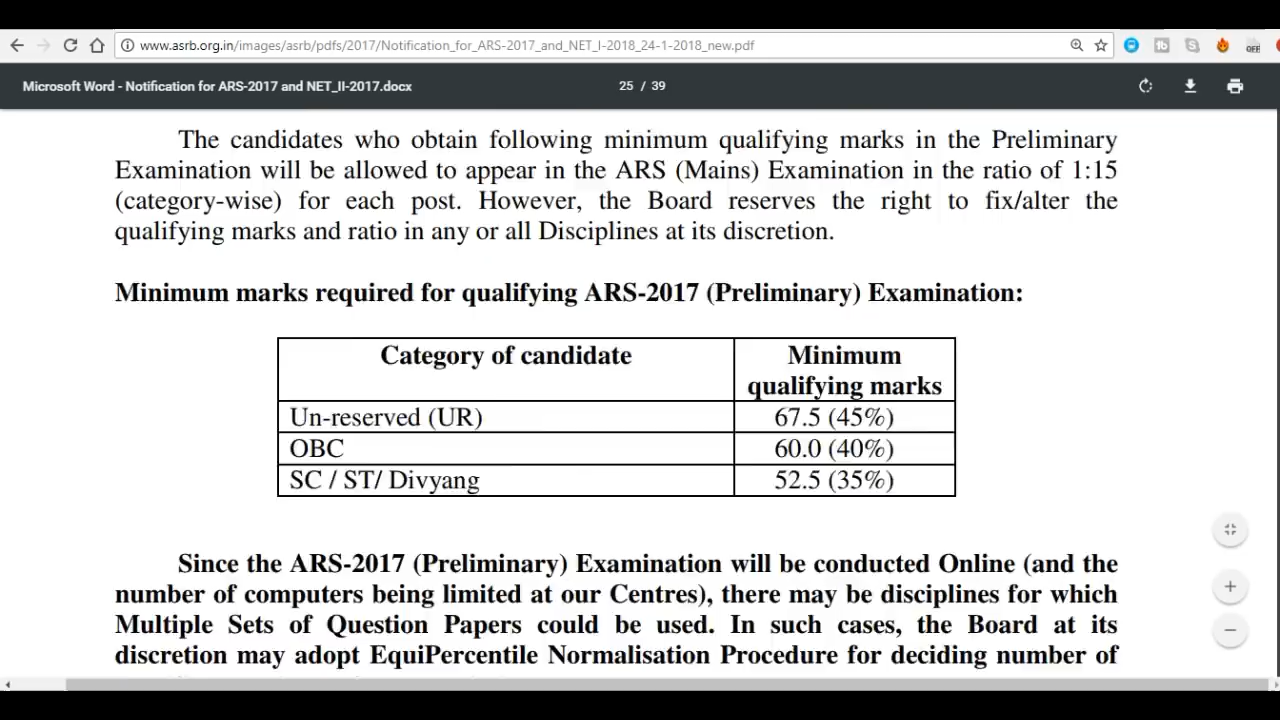 www.asrb.org.in/images/asrb/pdfs/2017/Notification_for_ARS-2017_and_NET_I-2018_24-1-2018_new.pdf
OFF
Microsoft Word - Notification for ARS-2017 and NET_II-2017.docx
25 / 39
The candidates who obtain following minimum qualifying marks in the Preliminary
Examination will be allowed to appear in the ARS (Mains) Examination in the ratio of 1:15
(category-wise) for each post. However, the Board reserves the right to fix/alter the
qualifying marks and ratio in any or all Disciplines at its discretion.
Minimum marks required for qualifying ARS-2017 (Preliminary) Examination:
Category of candidate
Minimum
qualifying marks
Un-reserved (UR) 67.5 (45%)
OBC 60.0 (40%)
SC / ST/ Divyang 52.5 (35%)
Since the ARS-2017 (Preliminary) Examination will be conducted Online (and the
number of computers being limited at our Centres), there may be disciplines for which
Multiple Sets of Question Papers could be used. In such cases, the Board at its
discretion may adopt EquiPercentile Normalisation Procedure for deciding number of